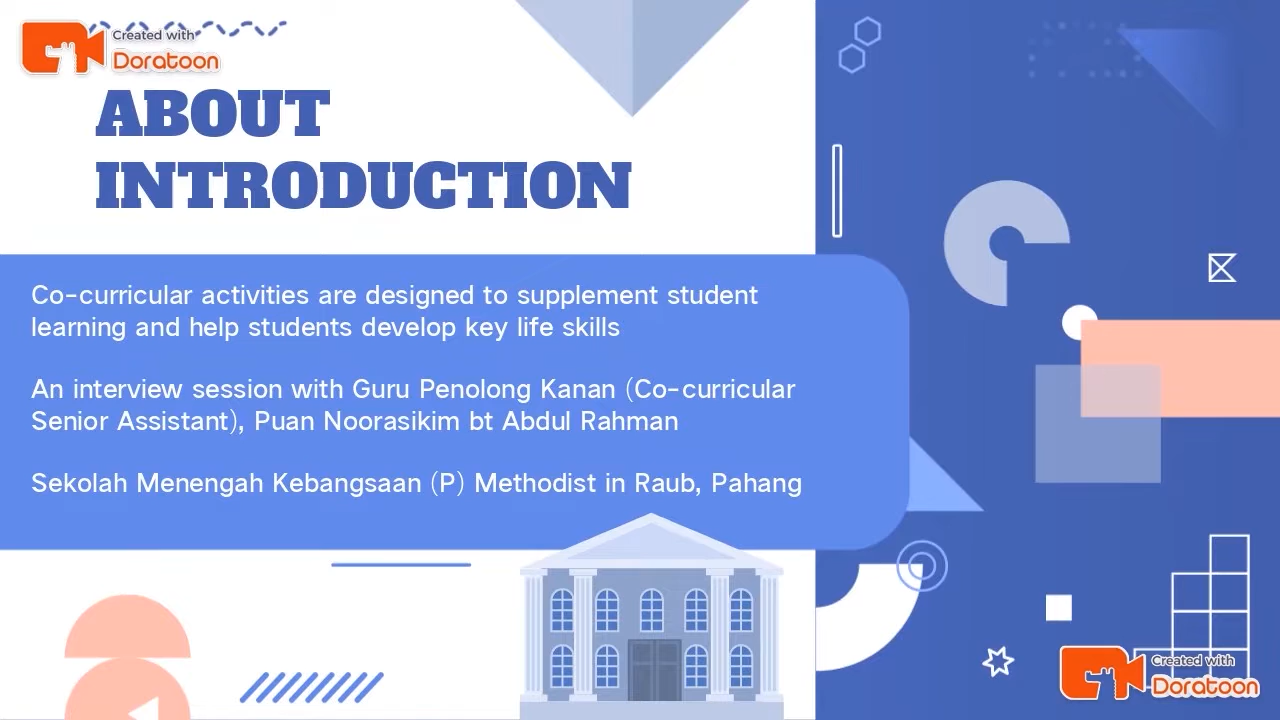 Created with
Doratoon
ABOUT
INTRODUCTION
Co-curricular activities are designed to supplement student
learning and help students develop key life skills
An interview session with Guru Penolong Kanan (Co-curricular
Senior Assistant), Puan Noorasikim bt Abdul Rahman
Sekolah Menengah Kebangsaan (P) Methodist in Raub, Pahang
Created with
Doratoon